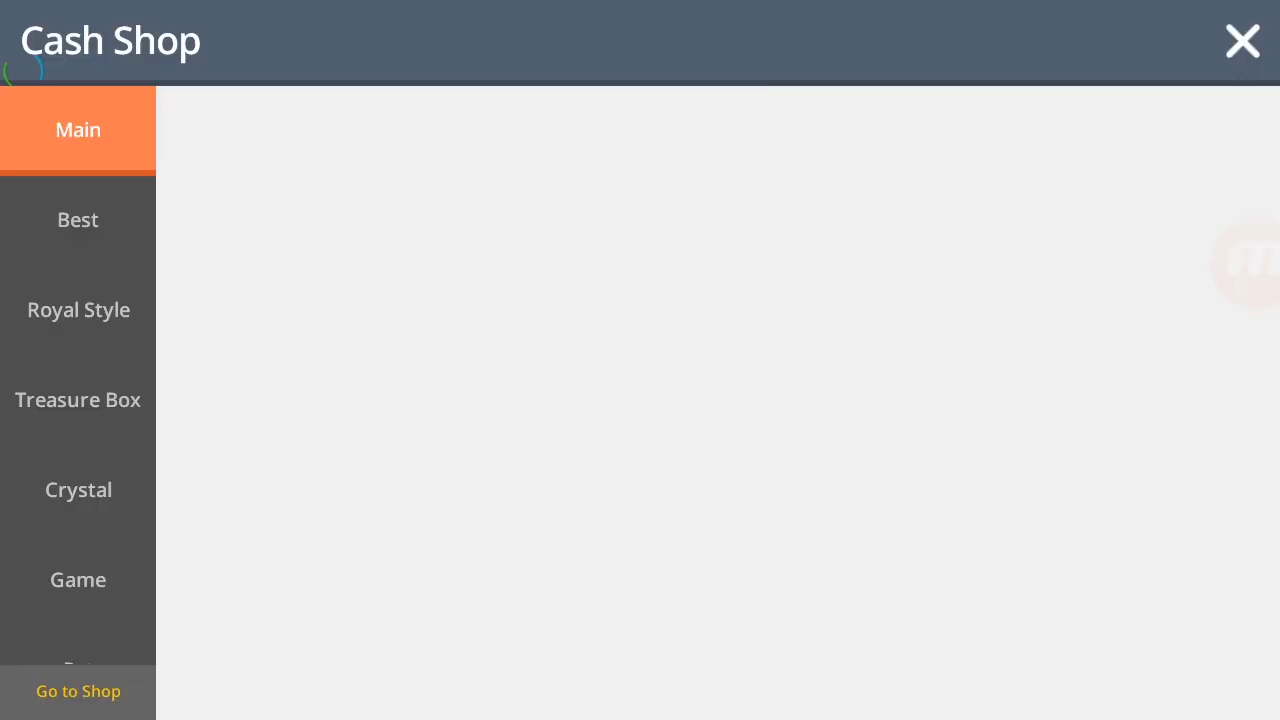 Cash Shop
Main
Best
Royal Style
Treasure Box
Crystal
Game
Go to Shop